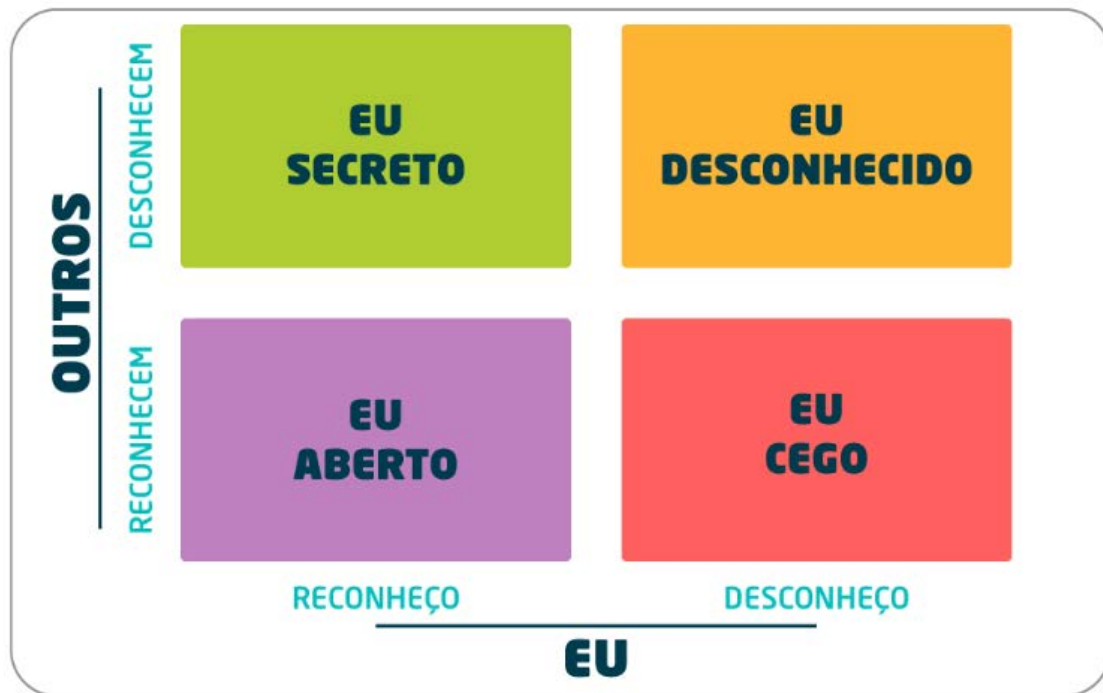 OUTROS
DESCONHECEM
EU
SECRETO
EU
DESCONHECIDO
RECONHECEM
EU
ABERTO
EU
CEGO
RECONHEÇO
DESCONHEÇO
EU